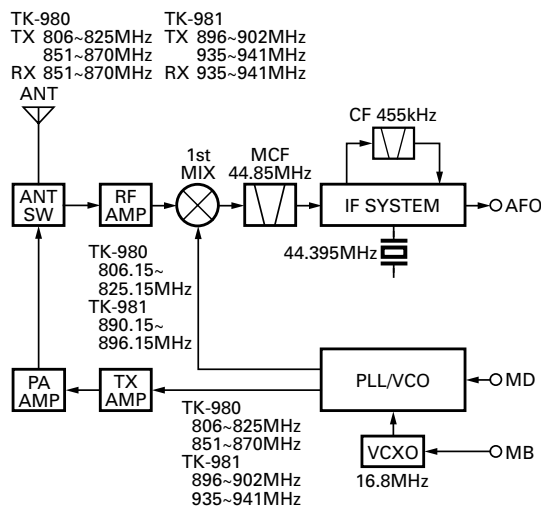 TK-980
TX 806~825MHz
851~870MHz
RX 851~870MHz
TK-981
TX 896~902MHz
935~941MHz
RX 935~941MHz
ANT
CF 455kHz
1st
MIX
MCF
44.85MHz
ANT
SW
RF
AMP
IF SYSTEM
AFO
44.395MHz
TK-980
806.15~
825.15MHz
TK-981
890.15~
896.15MHz
PA
AMP
TX
AMP
PLL/VCO
MD
TK-980
806~825MHz
851~870MHz
TK-981
896~902MHz
935~941MHz
VCXO
MB
16.8MHz